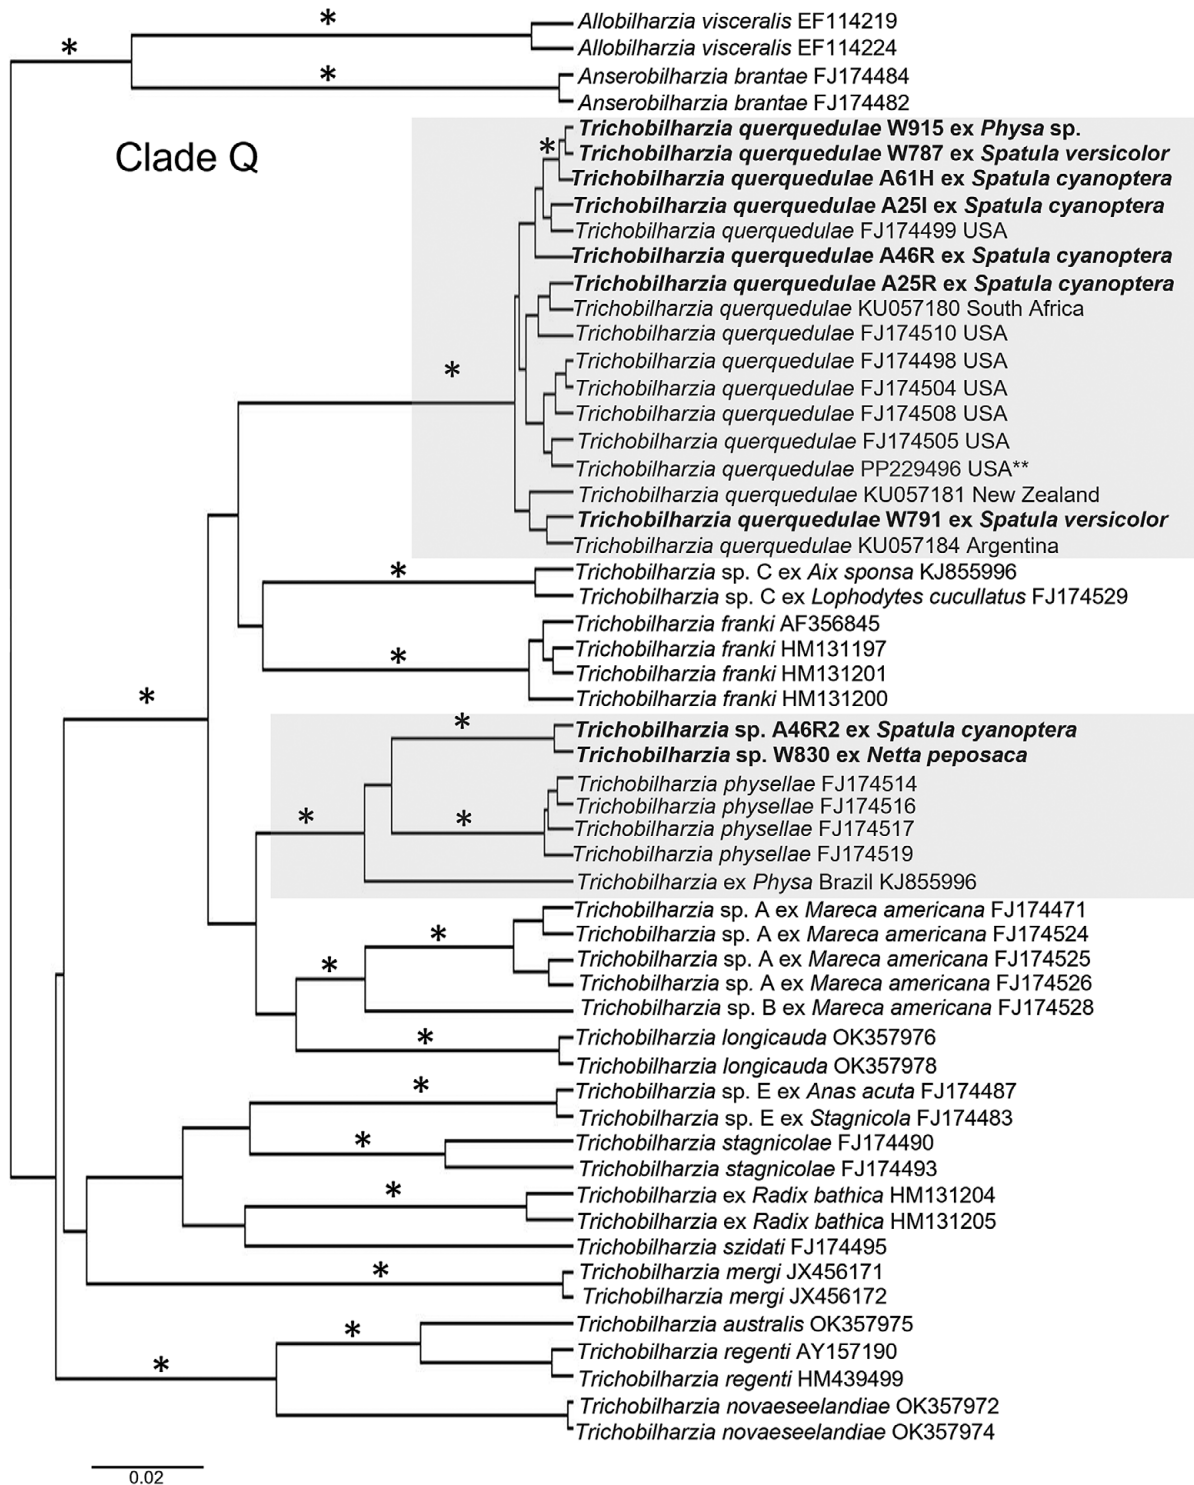 Allobilharzia visceralis EF114219
Allobilharzia visceralis EF114224
Anserobilharzia brantae FJ174484
Anserobilharzia brantae FJ174482
Clade Q
Trichobilharzia querquedulae W915 ex Physa sp.
Trichobilharzia querquedulae W787 ex Spatula versicolor
Trichobilharzia querquedulae A61H ex Spatula cyanoptera
Trichobilharzia querquedulae A25I ex Spatula cyanoptera
Trichobilharzia querquedulae FJ174499 USA
Trichobilharzia querquedulae A46R ex Spatula cyanoptera
Trichobilharzia querquedulae A25R ex Spatula cyanoptera
Trichobilharzia querquedulae KU057180 South Africa
Trichobilharzia querquedulae FJ174510 USA
Trichobilharzia querquedulae FJ174498 USA
Trichobilharzia querquedulae FJ174504 USA
Trichobilharzia querquedulae FJ174508 USA
Trichobilharzia querquedulae FJ174505 USA
Trichobilharzia querquedulae PP229496 USA**
Trichobilharzia querquedulae KU057181 New Zealand
Trichobilharzia querquedulae W791 ex Spatula versicolor
Trichobilharzia querquedulae KU057184 Argentina
Trichobilharzia sp. C ex Aix sponsa KJ855996
Trichobilharzia sp. C ex Lophodytes cucullatus FJ174529
Trichobilharzia franki AF356845
Trichobilharzia franki HM131197
Trichobilharzia franki HM131201
Trichobilharzia franki HM131200
Trichobilharzia sp. A46R2 ex Spatula cyanoptera
Trichobilharzia sp. W830 ex Netta peposaca
Trichobilharzia physellae FJ174514
Trichobilharzia physellae FJ174516
Trichobilharzia physellae FJ174517
Trichobilharzia physellae FJ174519
Trichobilharzia ex Physa Brazil KJ855996
Trichobilharzia sp. A ex Mareca americana FJ174471
Trichobilharzia sp. A ex Mareca americana FJ174524
Trichobilharzia sp. A ex Mareca americana FJ174525
Trichobilharzia sp. A ex Mareca americana FJ174526
Trichobilharzia sp. B ex Mareca americana FJ174528
Trichobilharzia longicauda OK357976
Trichobilharzia longicauda OK357978
Trichobilharzia sp. E ex Anas acuta FJ174487
Trichobilharzia sp. E ex Stagnicola FJ174483
Trichobilharzia stagnicolae FJ174490
Trichobilharzia stagnicolae FJ174493
Trichobilharzia ex Radix bathica HM131204
Trichobilharzia ex Radix bathica HM131205
Trichobilharzia szidati FJ174495
Trichobilharzia mergi JX456171
Trichobilharzia mergi JX456172
Trichobilharzia australis OK357975
Trichobilharzia regenti AY157190
Trichobilharzia regenti HM439499
Trichobilharzia novaeseelandiae OK357972
Trichobilharzia novaeseelandiae OK357974
0.02